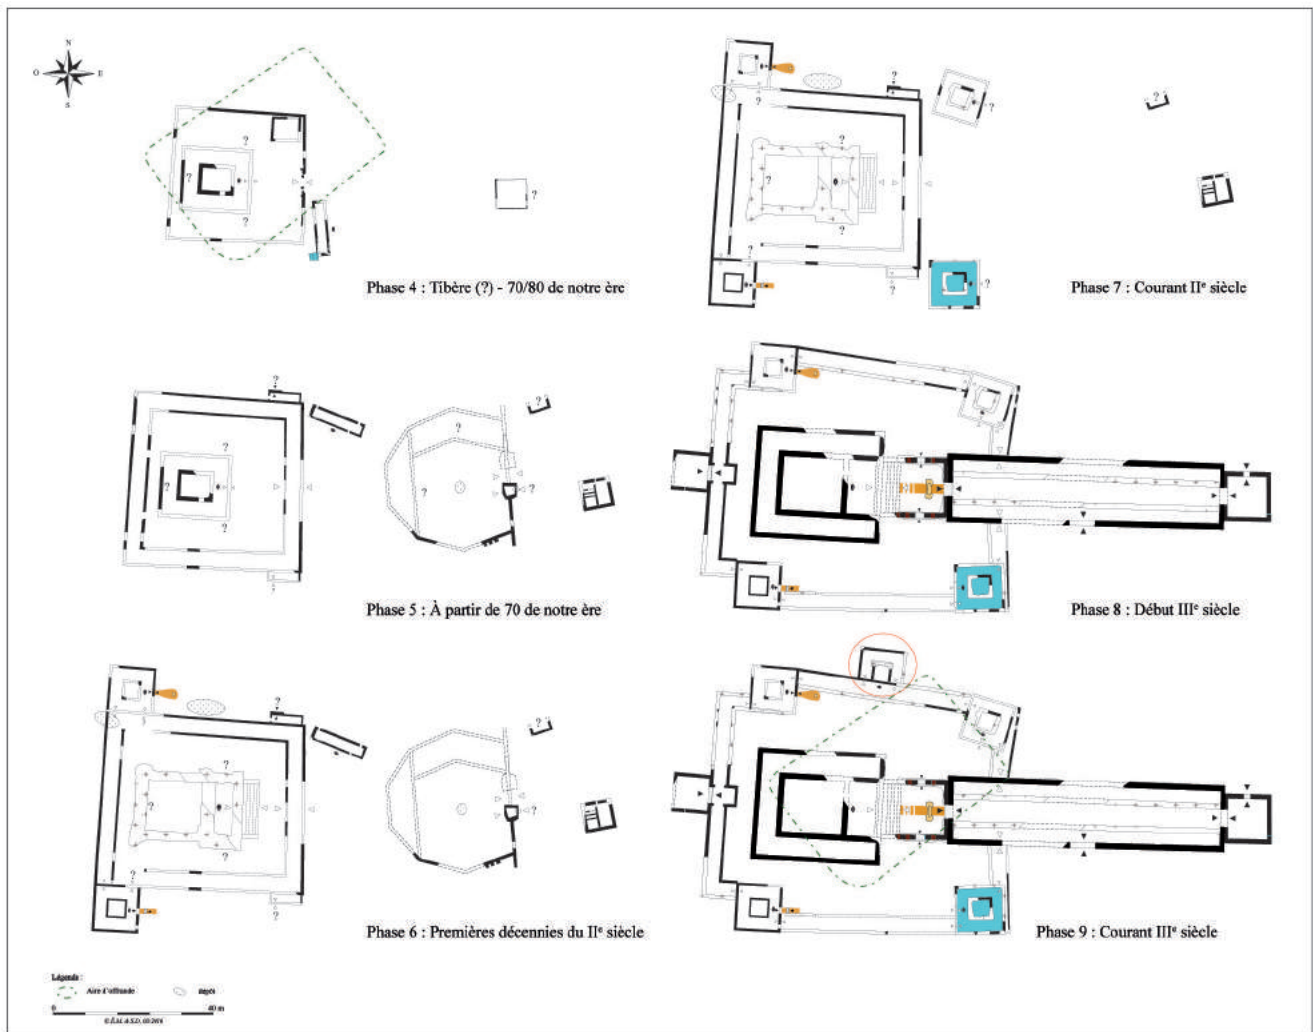 N
O E
S
Phase 4 : Tibère (?) - 70/80 de notre ère
Phase 7 : Courant IIᵉ siècle
Phase 5 : À partir de 70 de notre ère
Phase 8 : Début IIIᵉ siècle
Phase 6 : Premières décennies du IIᵉ siècle
Phase 9 : Courant IIIᵉ siècle
Légende :
Aire d'offrande
0 40 m